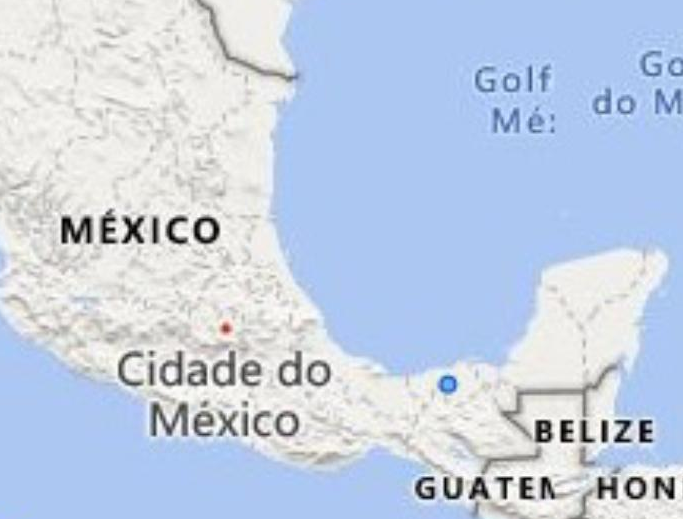 Golf
Mé:
Go
do M
MÉXICO
Cidade do
México
BELIZE
GUATEM
HON